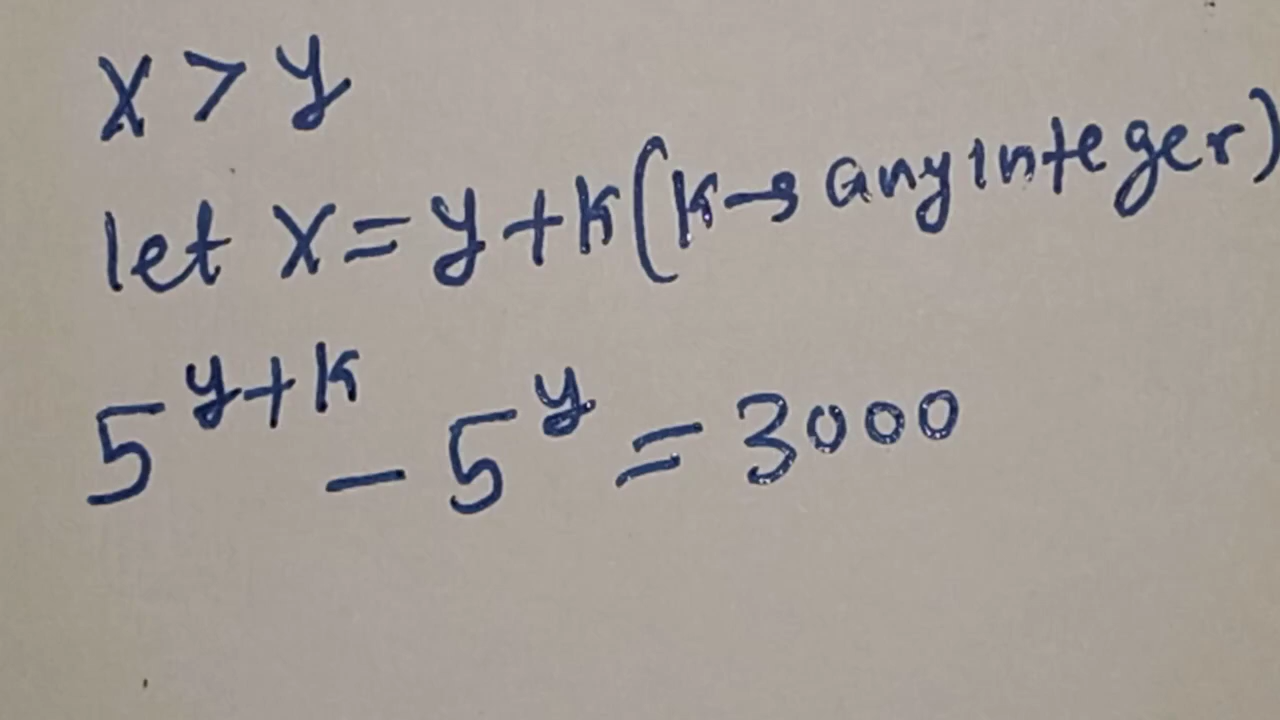 x > y
let x = y + k (k → any integer)
5^{y+k} - 5^y = 3000